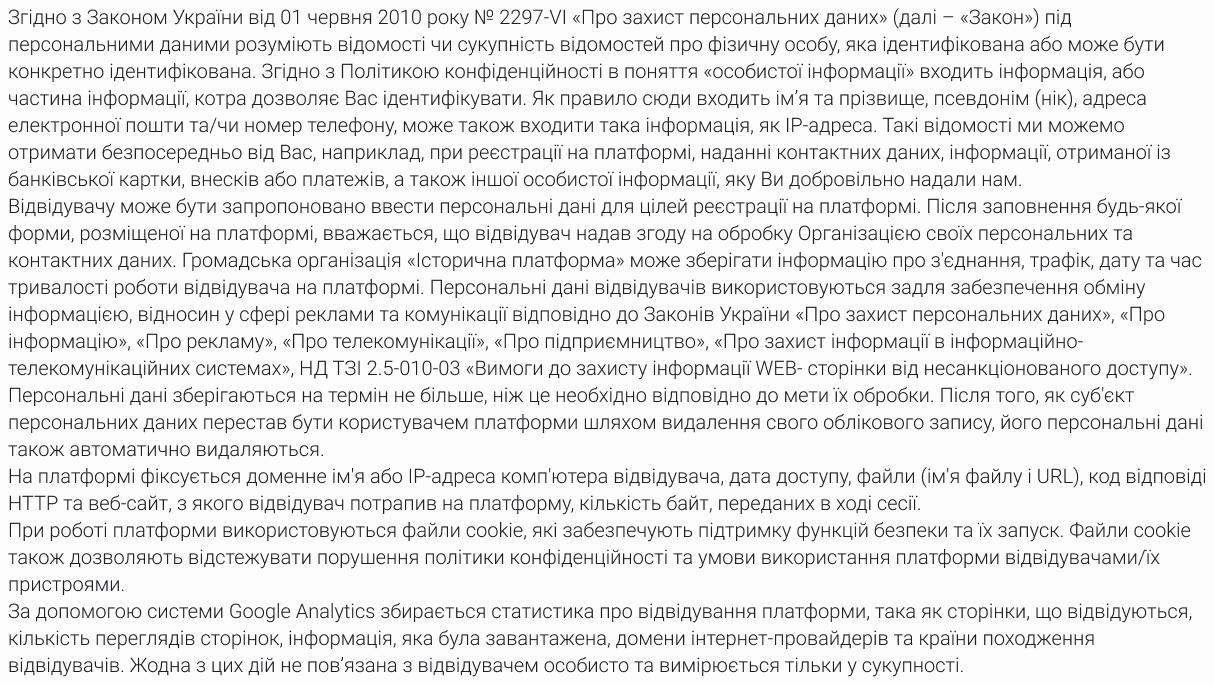 Згідно з Законом України від 01 червня 2010 року № 2297-VI «Про захист персональних даних» (далі – «Закон») під
персональними даними розуміють відомості чи сукупність відомостей про фізичну особу, яка ідентифікована або може бути
конкретно ідентифікована. Згідно з Політикою конфіденційності в поняття «особистої інформації» входить інформація, або
частина інформації, котра дозволяє Вас ідентифікувати. Як правило сюди входить ім’я та прізвище, псевдонім (нік), адреса
електронної пошти та/чи номер телефону, може також входити така інформація, як IP-адреса. Такі відомості ми можемо
отримати безпосередньо від Вас, наприклад, при реєстрації на платформі, наданні контактних даних, інформації, отриманої із
банківської картки, внесків або платежів, а також іншої особистої інформації, яку Ви добровільно надали нам.
Відвідувачу може бути запропоновано ввести персональні дані для цілей реєстрації на платформі. Після заповнення будь-якої
форми, розміщеної на платформі, вважається, що відвідувач надав згоду на обробку Організацією своїх персональних та
контактних даних. Громадська організація «Історична платформа» може зберігати інформацію про з'єднання, трафік, дату та час
тривалості роботи відвідувача на платформі. Персональні дані відвідувачів використовуються задля забезпечення обміну
інформацією, відносин у сфері реклами та комунікації відповідно до Законів України «Про захист персональних даних», «Про
інформацію», «Про рекламу», «Про телекомунікації», «Про підприємництво», «Про захист інформації в інформаційно-
телекомунікаційних системах», НД ТЗІ 2.5-010-03 «Вимоги до захисту інформації WEB- сторінки від несанкціонованого доступу».
Персональні дані зберігаються на термін не більше, ніж це необхідно відповідно до мети їх обробки. Після того, як суб'єкт
персональних даних перестав бути користувачем платформи шляхом видалення свого облікового запису, його персональні дані
також автоматично видаляються.
На платформі фіксується доменне ім'я або IP-адреса комп'ютера відвідувача, дата доступу, файли (ім'я файлу і URL), код відповіді
HTTP та веб-сайт, з якого відвідувач потрапив на платформу, кількість байт, переданих в ході сесії.
При роботі платформи використовуються файли cookie, які забезпечують підтримку функцій безпеки та їх запуск. Файли cookie
також дозволяють відстежувати порушення політики конфіденційності та умови використання платформи відвідувачами/їх
пристроями.
За допомогою системи Google Analytics збирається статистика про відвідування платформи, така як сторінки, що відвідуються,
кількість переглядів сторінок, інформація, яка була завантажена, домени інтернет-провайдерів та країни походження
відвідувачів. Жодна з цих дій не пов’язана з відвідувачем особисто та вимірюється тільки у сукупності.